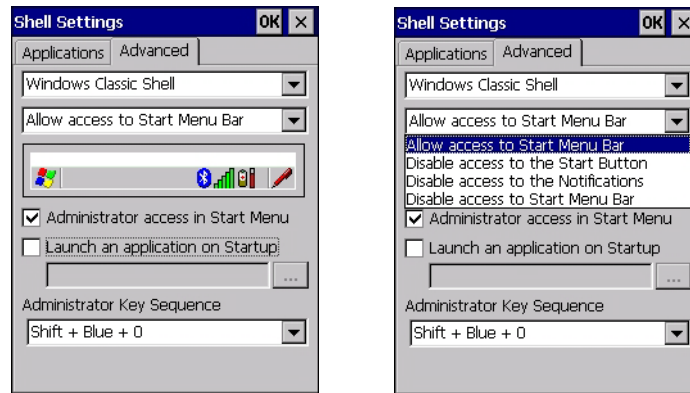 Shell Settings OK
Applications Advanced
Windows Classic Shell
Allow access to Start Menu Bar
Administrator access in Start Menu
Launch an application on Startup
...
Administrator Key Sequence
Shift + Blue + 0
Shell Settings OK
Applications Advanced
Windows Classic Shell
Allow access to Start Menu Bar
Allow access to Start Menu Bar
Disable access to the Start Button
Disable access to the Notifications
Disable access to Start Menu Bar
Administrator access in Start Menu
Launch an application on Startup
...
Administrator Key Sequence
Shift + Blue + 0